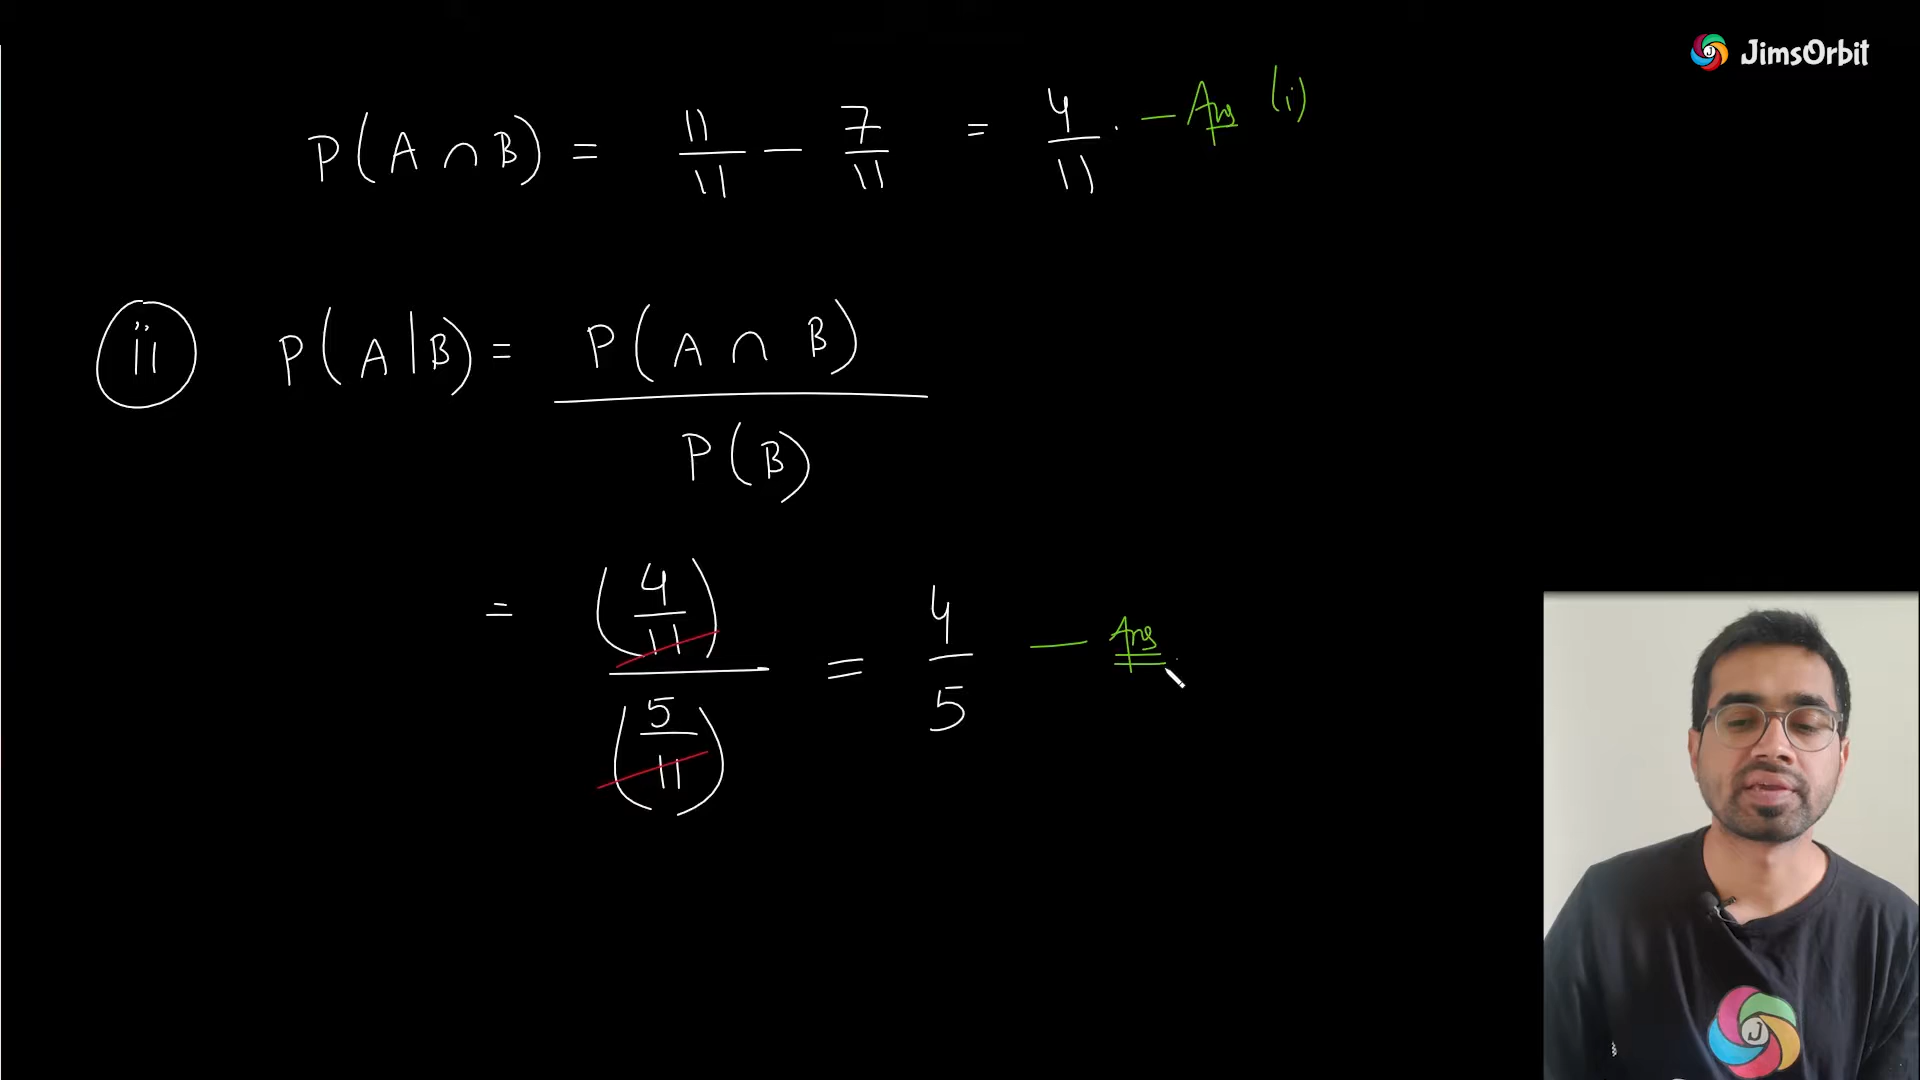 JimsOrbit
P(A ∩ B) = 11/11 − 7/11 = 4/11 . — Ans (i)
ii P(A|B) = P(A ∩ B) / P(B)
= (4/11) / (5/11) = 4/5 — Ans
J